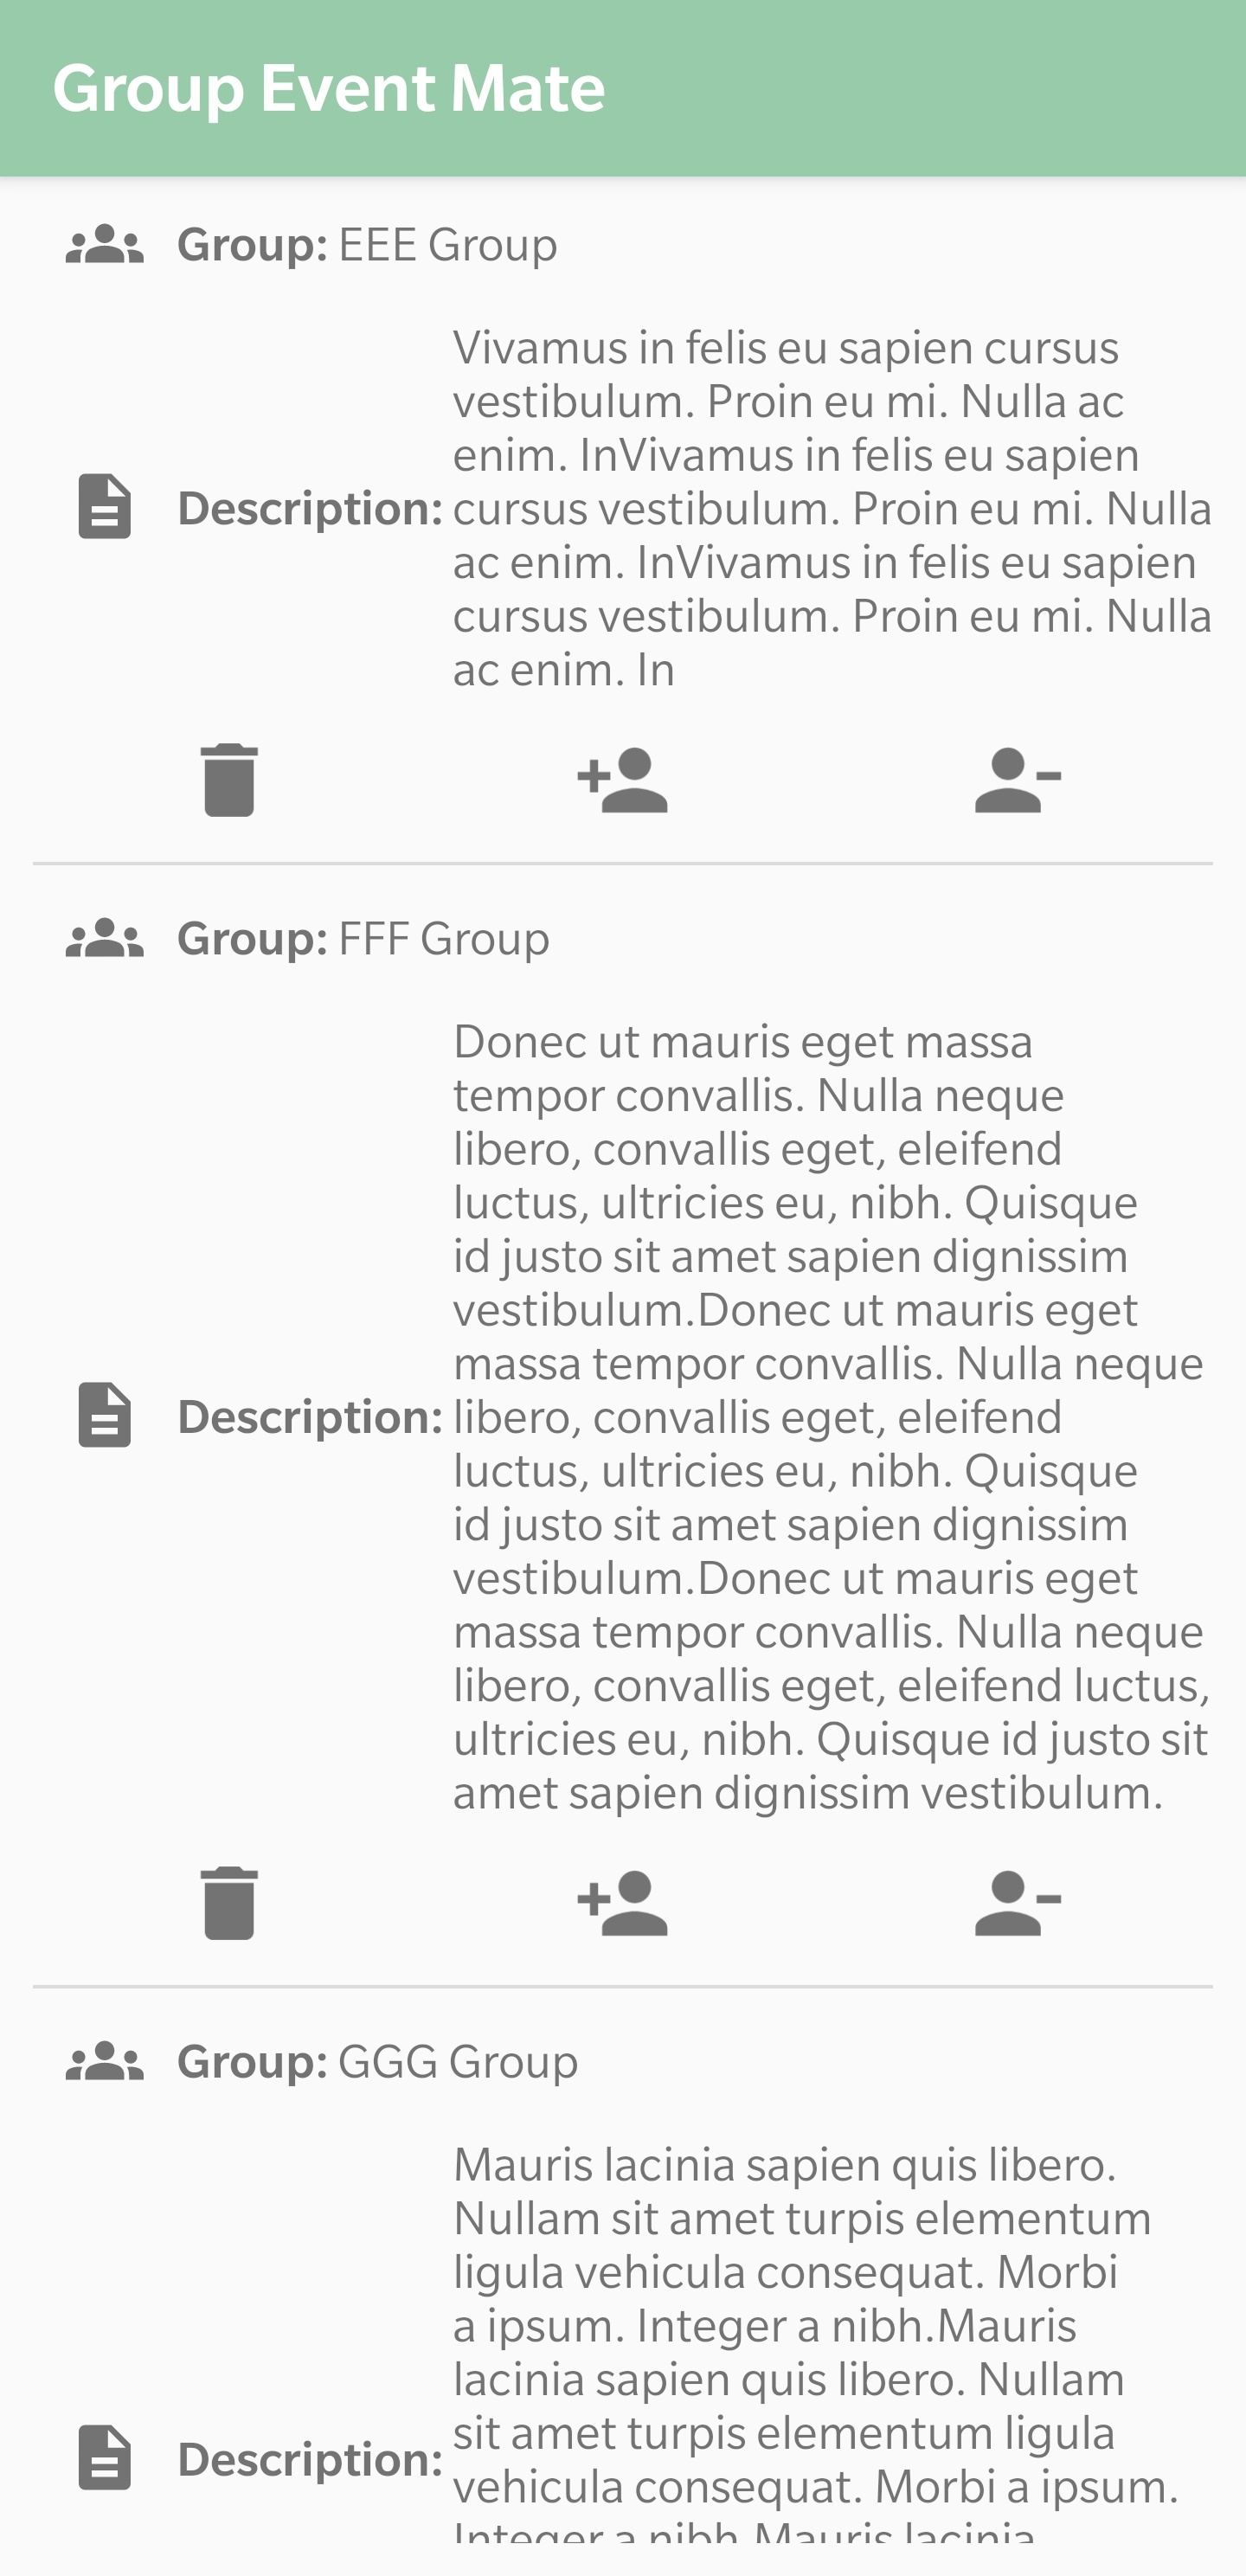 Group Event Mate
Group: EEE Group
Vivamus in felis eu sapien cursus
vestibulum. Proin eu mi. Nulla ac
enim. InVivamus in felis eu sapien
Description: cursus vestibulum. Proin eu mi. Nulla
ac enim. InVivamus in felis eu sapien
cursus vestibulum. Proin eu mi. Nulla
ac enim. In
Group: FFF Group
Donec ut mauris eget massa
tempor convallis. Nulla neque
libero, convallis eget, eleifend
luctus, ultricies eu, nibh. Quisque
id justo sit amet sapien dignissim
vestibulum.Donec ut mauris eget
massa tempor convallis. Nulla neque
Description: libero, convallis eget, eleifend
luctus, ultricies eu, nibh. Quisque
id justo sit amet sapien dignissim
vestibulum.Donec ut mauris eget
massa tempor convallis. Nulla neque
libero, convallis eget, eleifend luctus,
ultricies eu, nibh. Quisque id justo sit
amet sapien dignissim vestibulum.
Group: GGG Group
Mauris lacinia sapien quis libero.
Nullam sit amet turpis elementum
ligula vehicula consequat. Morbi
a ipsum. Integer a nibh.Mauris
lacinia sapien quis libero. Nullam
sit amet turpis elementum ligula
Description: vehicula consequat. Morbi a ipsum.
Integer a nibh.Mauris lacinia